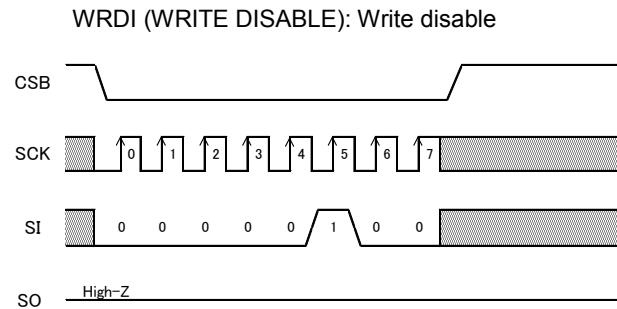 WRDI (WRITE DISABLE): Write disable
CSB
SCK 0 1 2 3 4 5 6 7
SI 0 0 0 0 0 1 0 0
SO High-Z